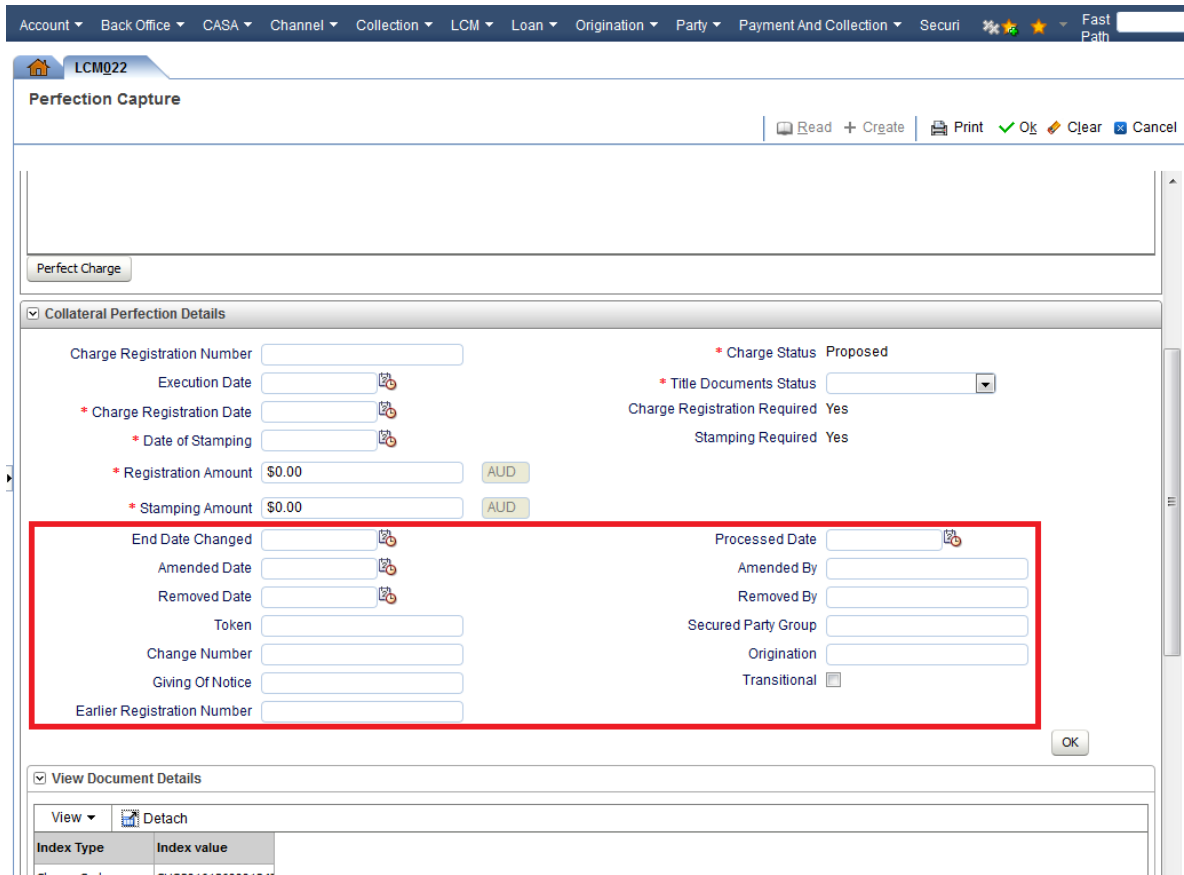 Account Back Office CASA Channel Collection LCM Loan Origination Party Payment And Collection Securi Fast Path
LCM022
Perfection Capture
Read Create Print Ok Clear Cancel
Perfect Charge
Collateral Perfection Details
Charge Registration Number * Charge Status Proposed
Execution Date * Title Documents Status
* Charge Registration Date Charge Registration Required Yes
* Date of Stamping Stamping Required Yes
* Registration Amount $0.00 AUD
* Stamping Amount $0.00 AUD
End Date Changed Processed Date
Amended Date Amended By
Removed Date Removed By
Token Secured Party Group
Change Number Origination
Giving Of Notice Transitional
Earlier Registration Number
OK
View Document Details
View Detach
Index Type Index value